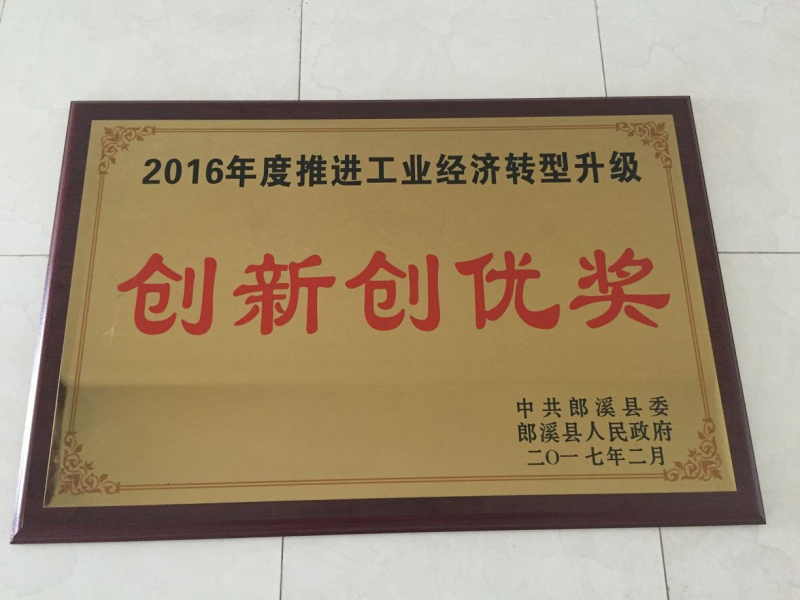 2016年度推进工业经济转型升级
创新创优奖
中共郎溪县委
郎溪县人民政府
二〇一七年二月